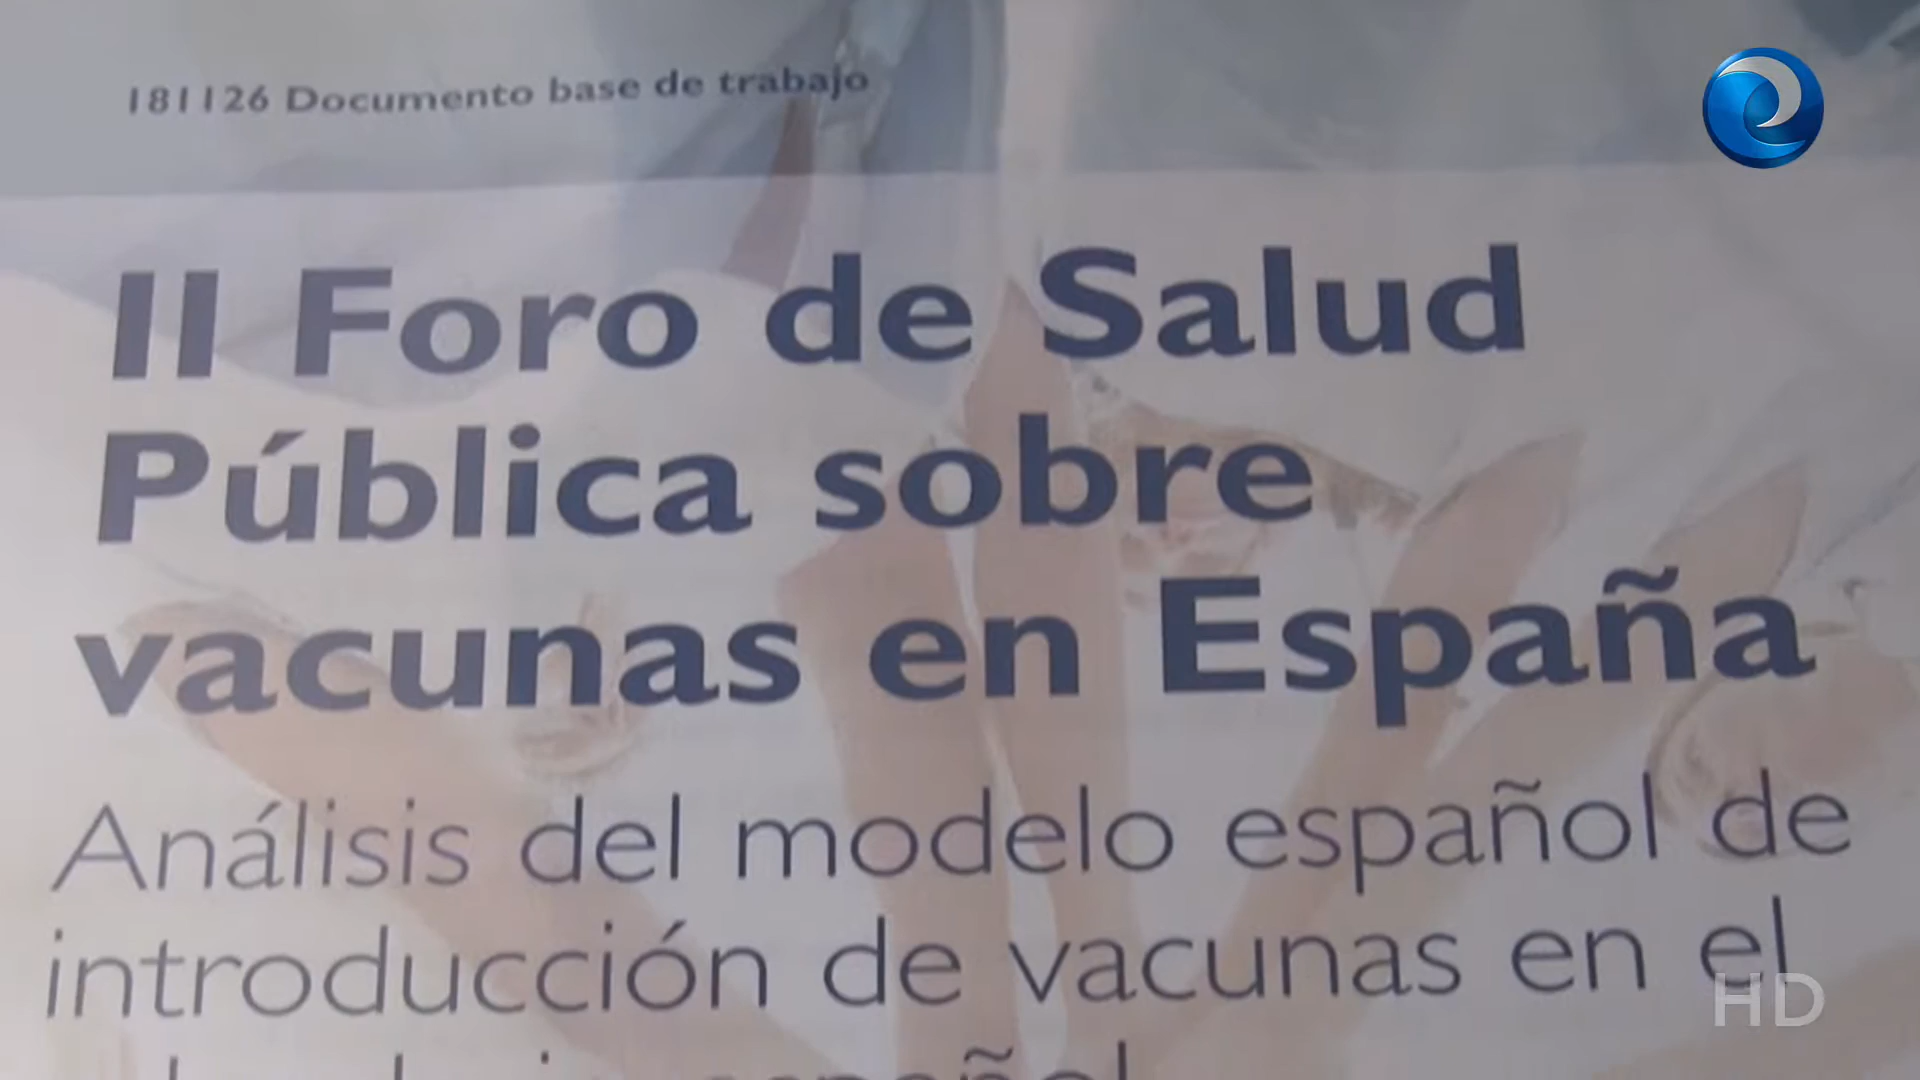 181126 Documento base de trabajo
II Foro de Salud
Pública sobre
vacunas en España
Análisis del modelo español de
introducción de vacunas en el
español
HD